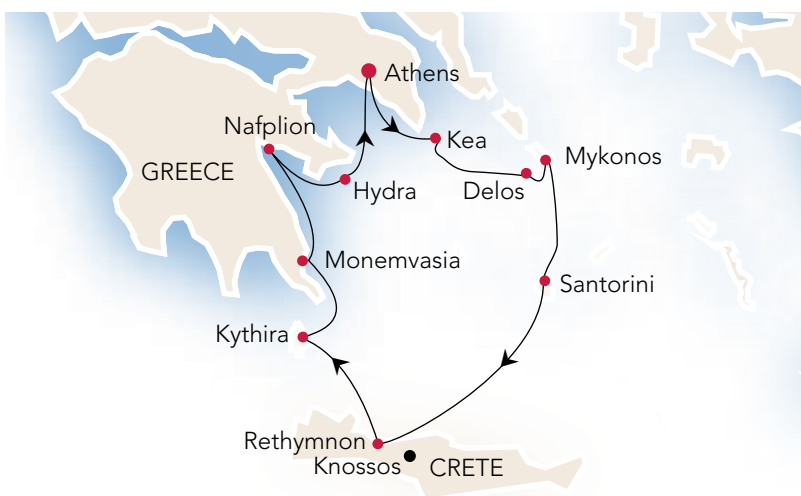 Athens
Nafplion
Kea
Mykonos
GREECE
Delos
Hydra
Monemvasia
Santorini
Kythira
Rethymnon
Knossos
CRETE